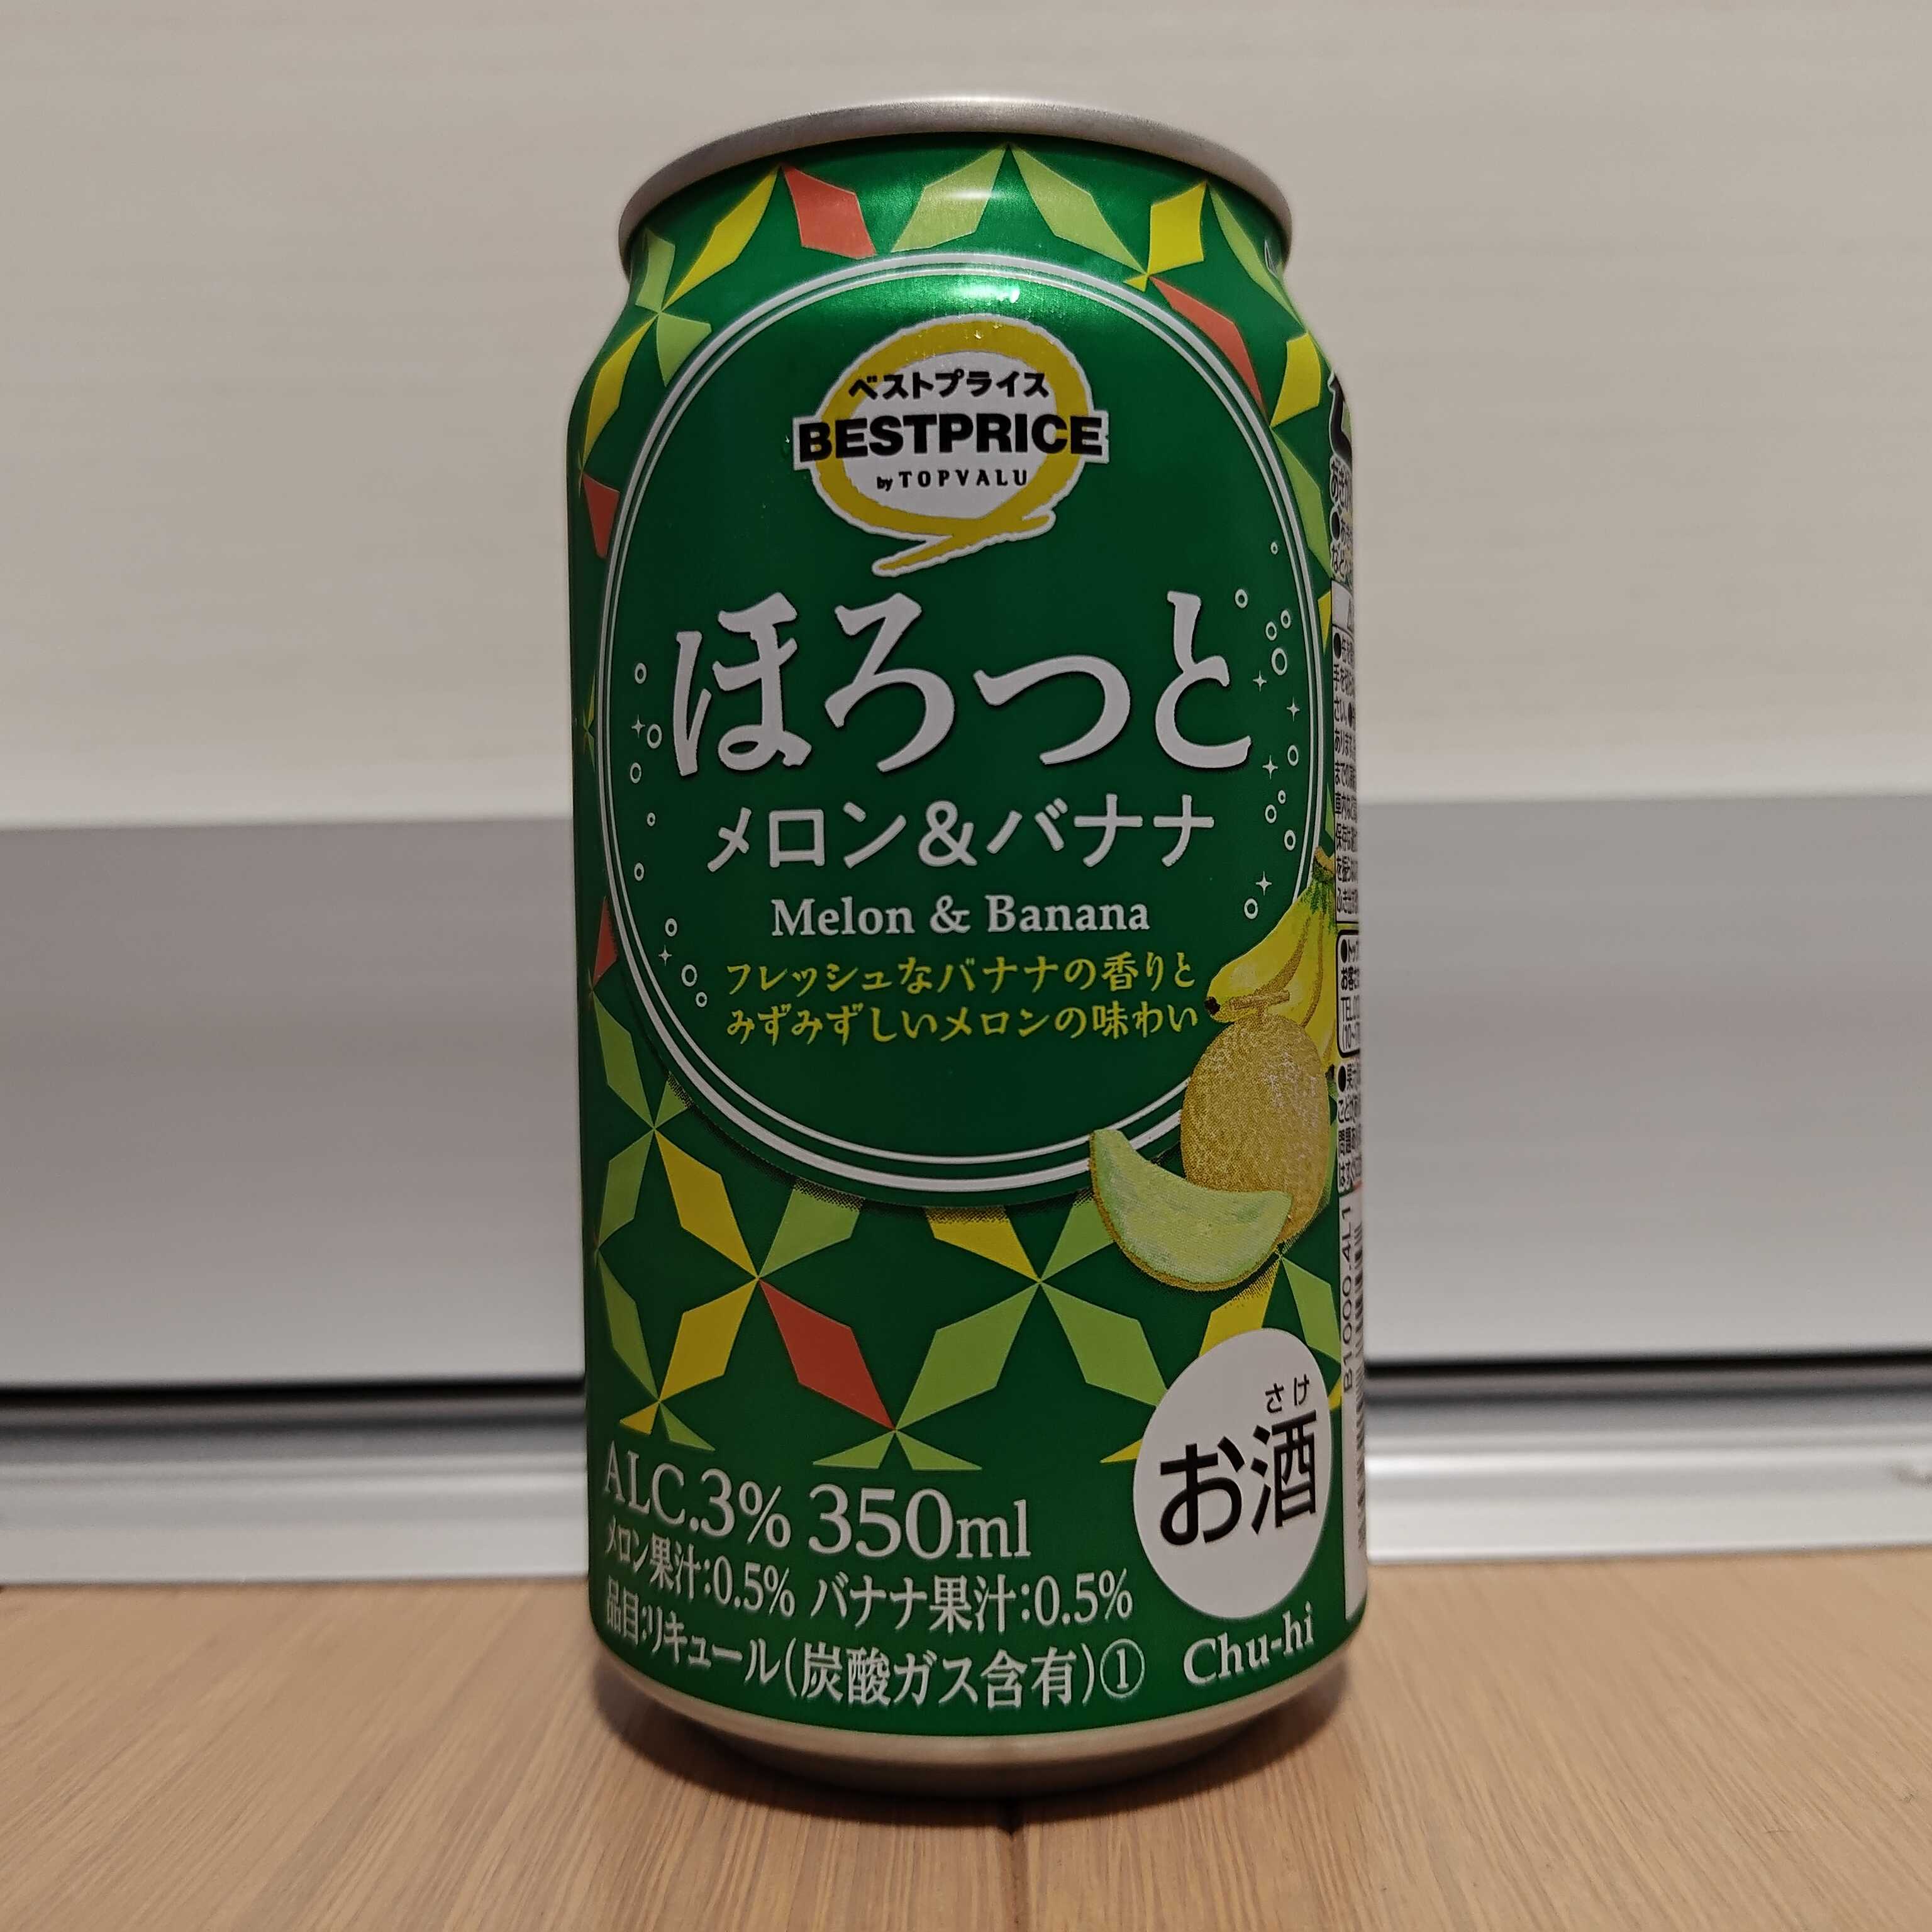 ベストプライス
BESTPRICE
by TOPVALU
ほろっと
メロン&バナナ
Melon & Banana
フレッシュなバナナの香りと
みずみずしいメロンの味わい
さけ
お酒
ALC.3% 350ml
メロン果汁:0.5% バナナ果汁:0.5%
品目:リキュール(炭酸ガス含有)①
Chu-hi
B1000.4L1